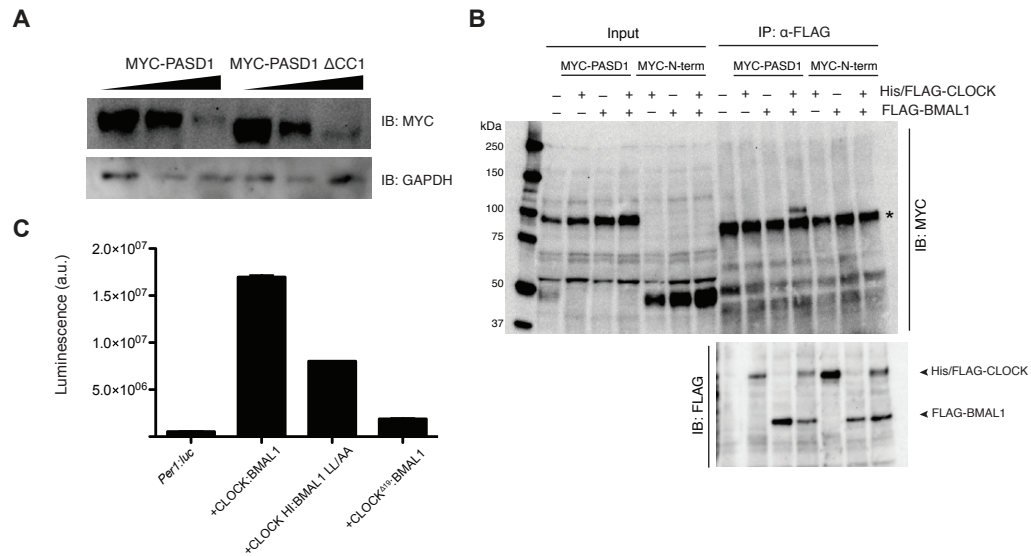 A
MYC-PASD1 MYC-PASD1 ΔCC1
IB: MYC
IB: GAPDH
B
Input IP: α-FLAG
MYC-PASD1 MYC-N-term MYC-PASD1 MYC-N-term
– + – + + – + – + – + + – + His/FLAG-CLOCK
– – + + – + + – – + + – + + FLAG-BMAL1
kDa
250
150
100
75
50
37
*
IB: MYC
IB: FLAG
His/FLAG-CLOCK
FLAG-BMAL1
C
Luminescence (a.u.)
2.0×10⁰⁷
1.5×10⁰⁷
1.0×10⁰⁷
5.0×10⁰⁶
Per1:luc
+CLOCK:BMAL1
+CLOCK HI:BMAL1 LL/AA
+CLOCKᐞ¹⁹:BMAL1